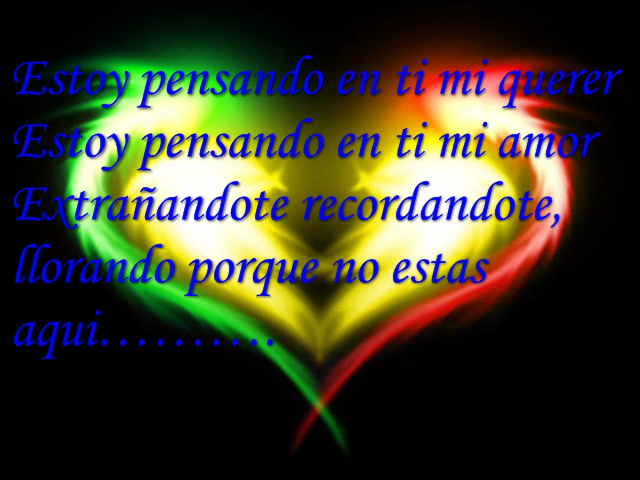 Estoy pensando en ti mi querer
Estoy pensando en ti mi amor
Extrañandote recordandote,
llorando porque no estas
aqui……….